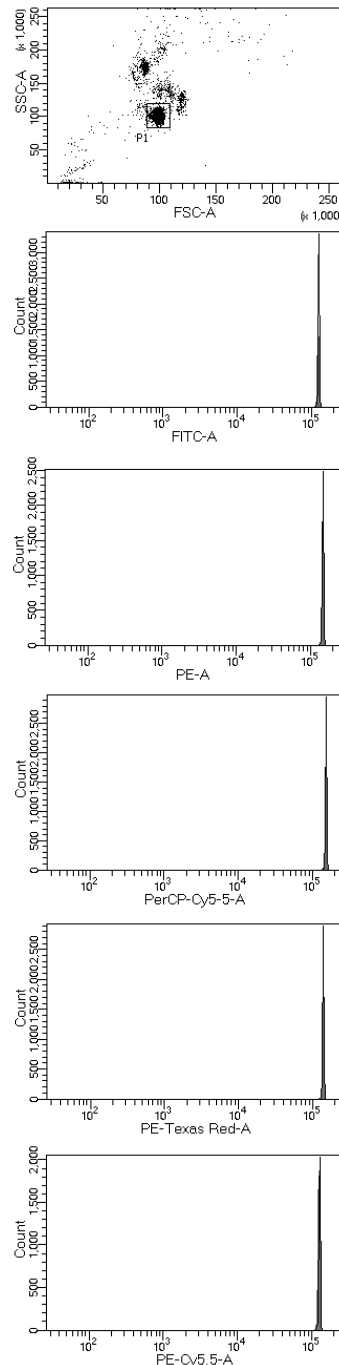 SSC-A
(x 1,000)
50 100 150 200 250
P1
50 100 150 200 250
FSC-A
(x 1,000)
Count
0 500 1,000 1,500 2,000 2,500 3,000
10² 10³ 10⁴ 10⁵
FITC-A
Count
0 500 1,000 1,500 2,000 2,500
10² 10³ 10⁴ 10⁵
PE-A
Count
0 500 1,000 1,500 2,000 2,500
10² 10³ 10⁴ 10⁵
PerCP-Cy5-5-A
Count
0 500 1,000 1,500 2,000 2,500
10² 10³ 10⁴ 10⁵
PE-Texas Red-A
Count
0 500 1,000 1,500 2,000
10² 10³ 10⁴ 10⁵
PE-Cy5.5-A